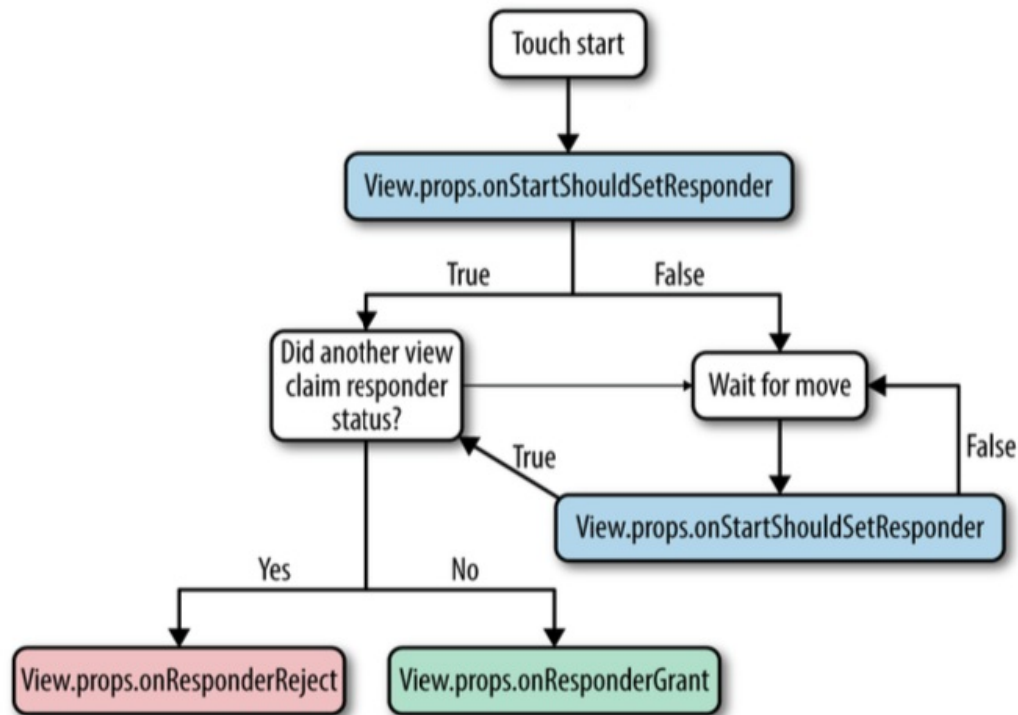 Touch start
View.props.onStartShouldSetResponder
True
False
Did another view
claim responder
status?
Wait for move
True
False
View.props.onStartShouldSetResponder
Yes
No
View.props.onResponderReject
View.props.onResponderGrant